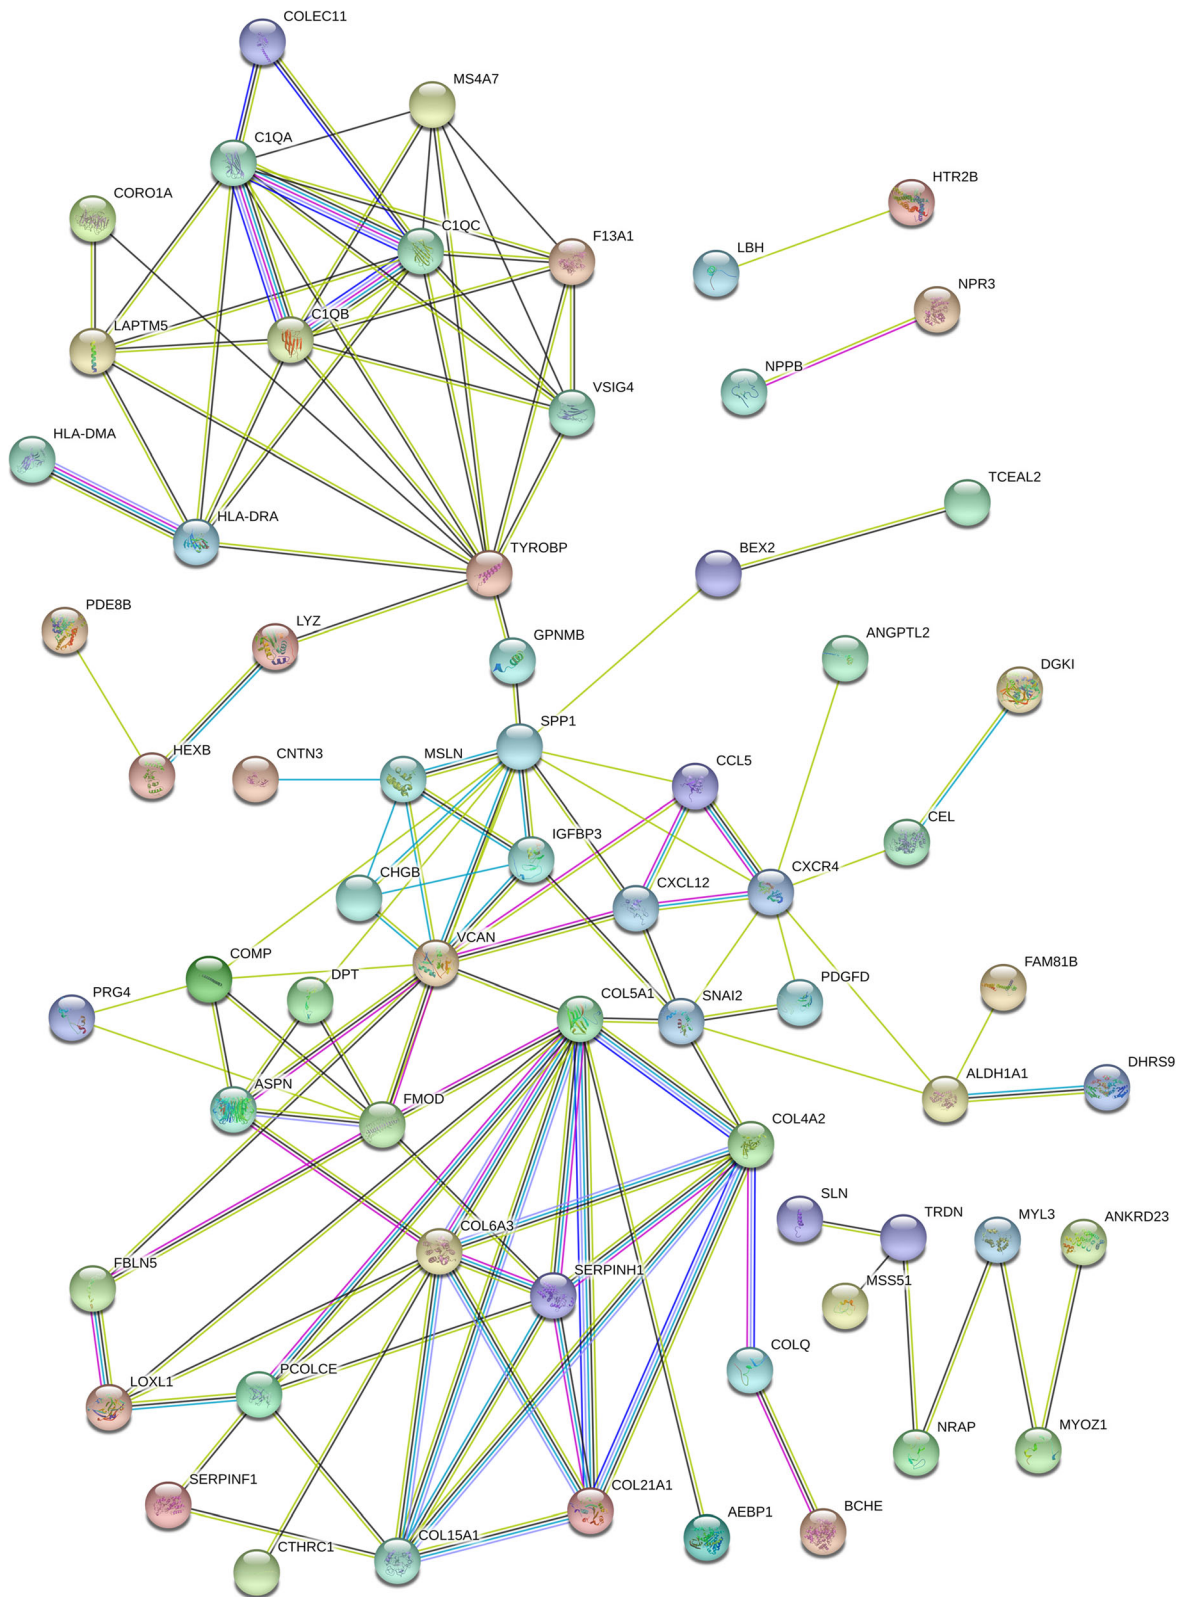 COLEC11
MS4A7
C1QA
HTR2B
CORO1A
C1QC
F13A1
LBH
NPR3
C1QB
LAPTM5
NPPB
VSIG4
HLA-DMA
TCEAL2
HLA-DRA
TYROBP
BEX2
PDE8B
LYZ
GPNMB
ANGPTL2
DGKI
SPP1
HEXB
CNTN3
MSLN
CCL5
CEL
IGFBP3
CXCR4
CHGB
CXCL12
VCAN
COMP
DPT
FAM81B
PDGFD
PRG4
COL5A1
SNAI2
ALDH1A1
DHRS9
ASPN
FMOD
COL4A2
SLN
TRDN
MYL3
ANKRD23
COL6A3
FBLN5
SERPINH1
MSS51
COLQ
PCOLCE
LOXL1
NRAP
MYOZ1
SERPINF1
COL21A1
AEBP1
BCHE
COL15A1
CTHRC1